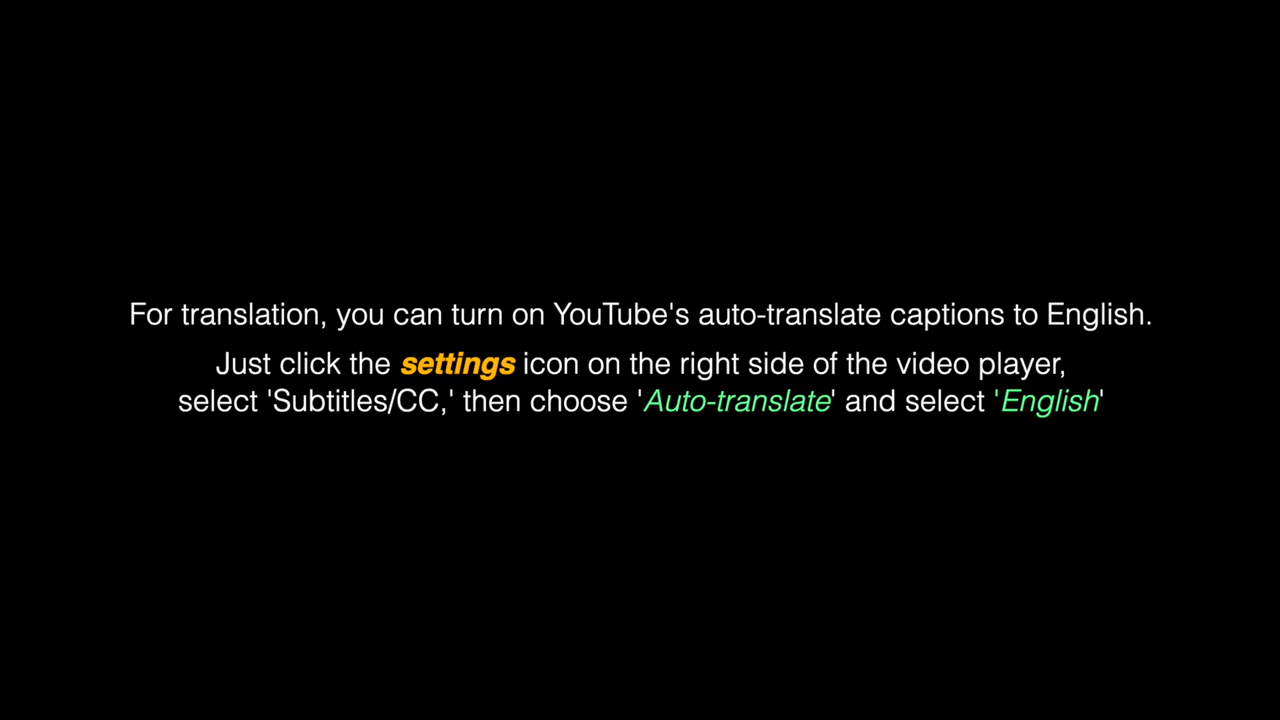 For translation, you can turn on YouTube's auto-translate captions to English.
Just click the settings icon on the right side of the video player,
select 'Subtitles/CC,' then choose 'Auto-translate' and select 'English'